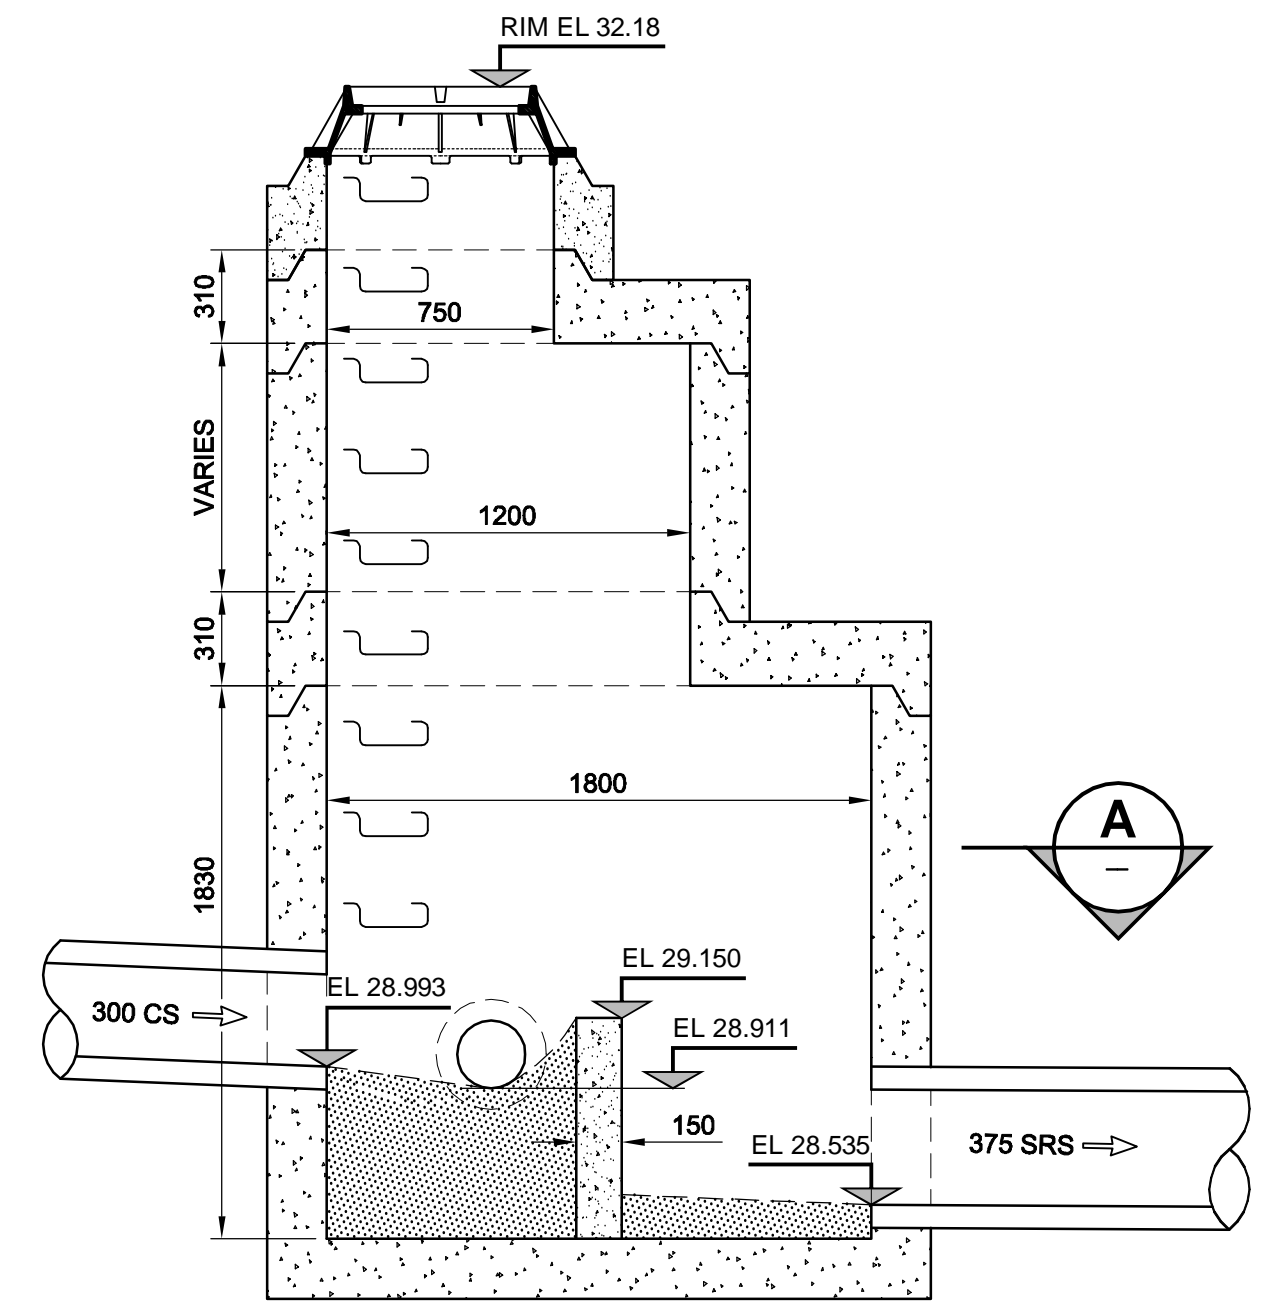 RIM EL 32.18
310
750
VARIES
1200
310
1800
A
–
1830
EL 29.150
EL 28.993
300 CS
EL 28.911
150
EL 28.535
375 SRS